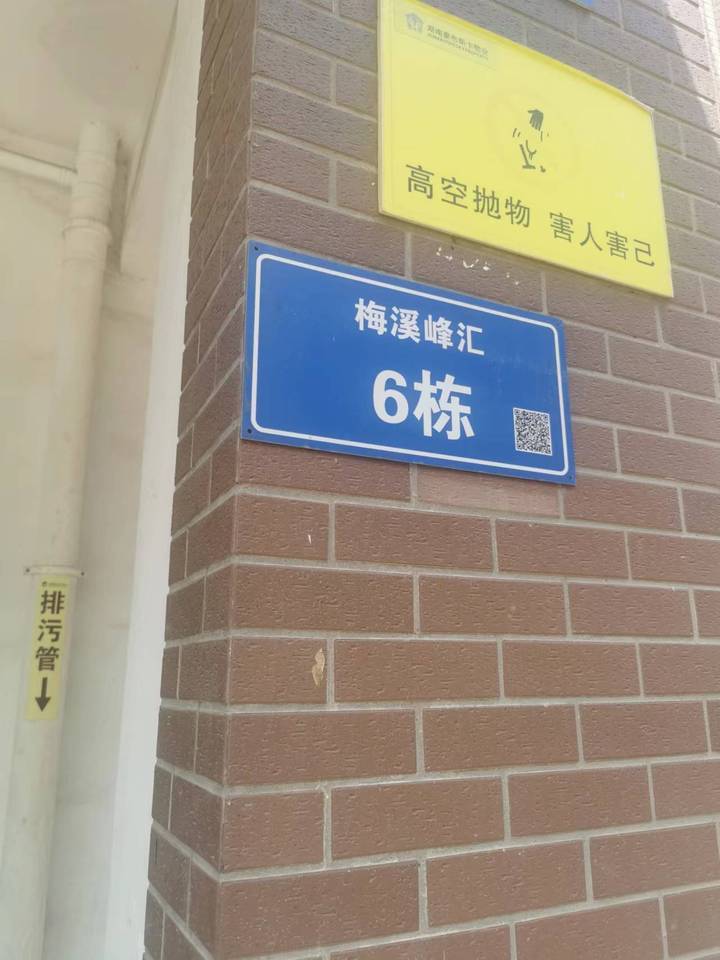 高空抛物 害人害己
梅溪峰汇
6栋
排污管